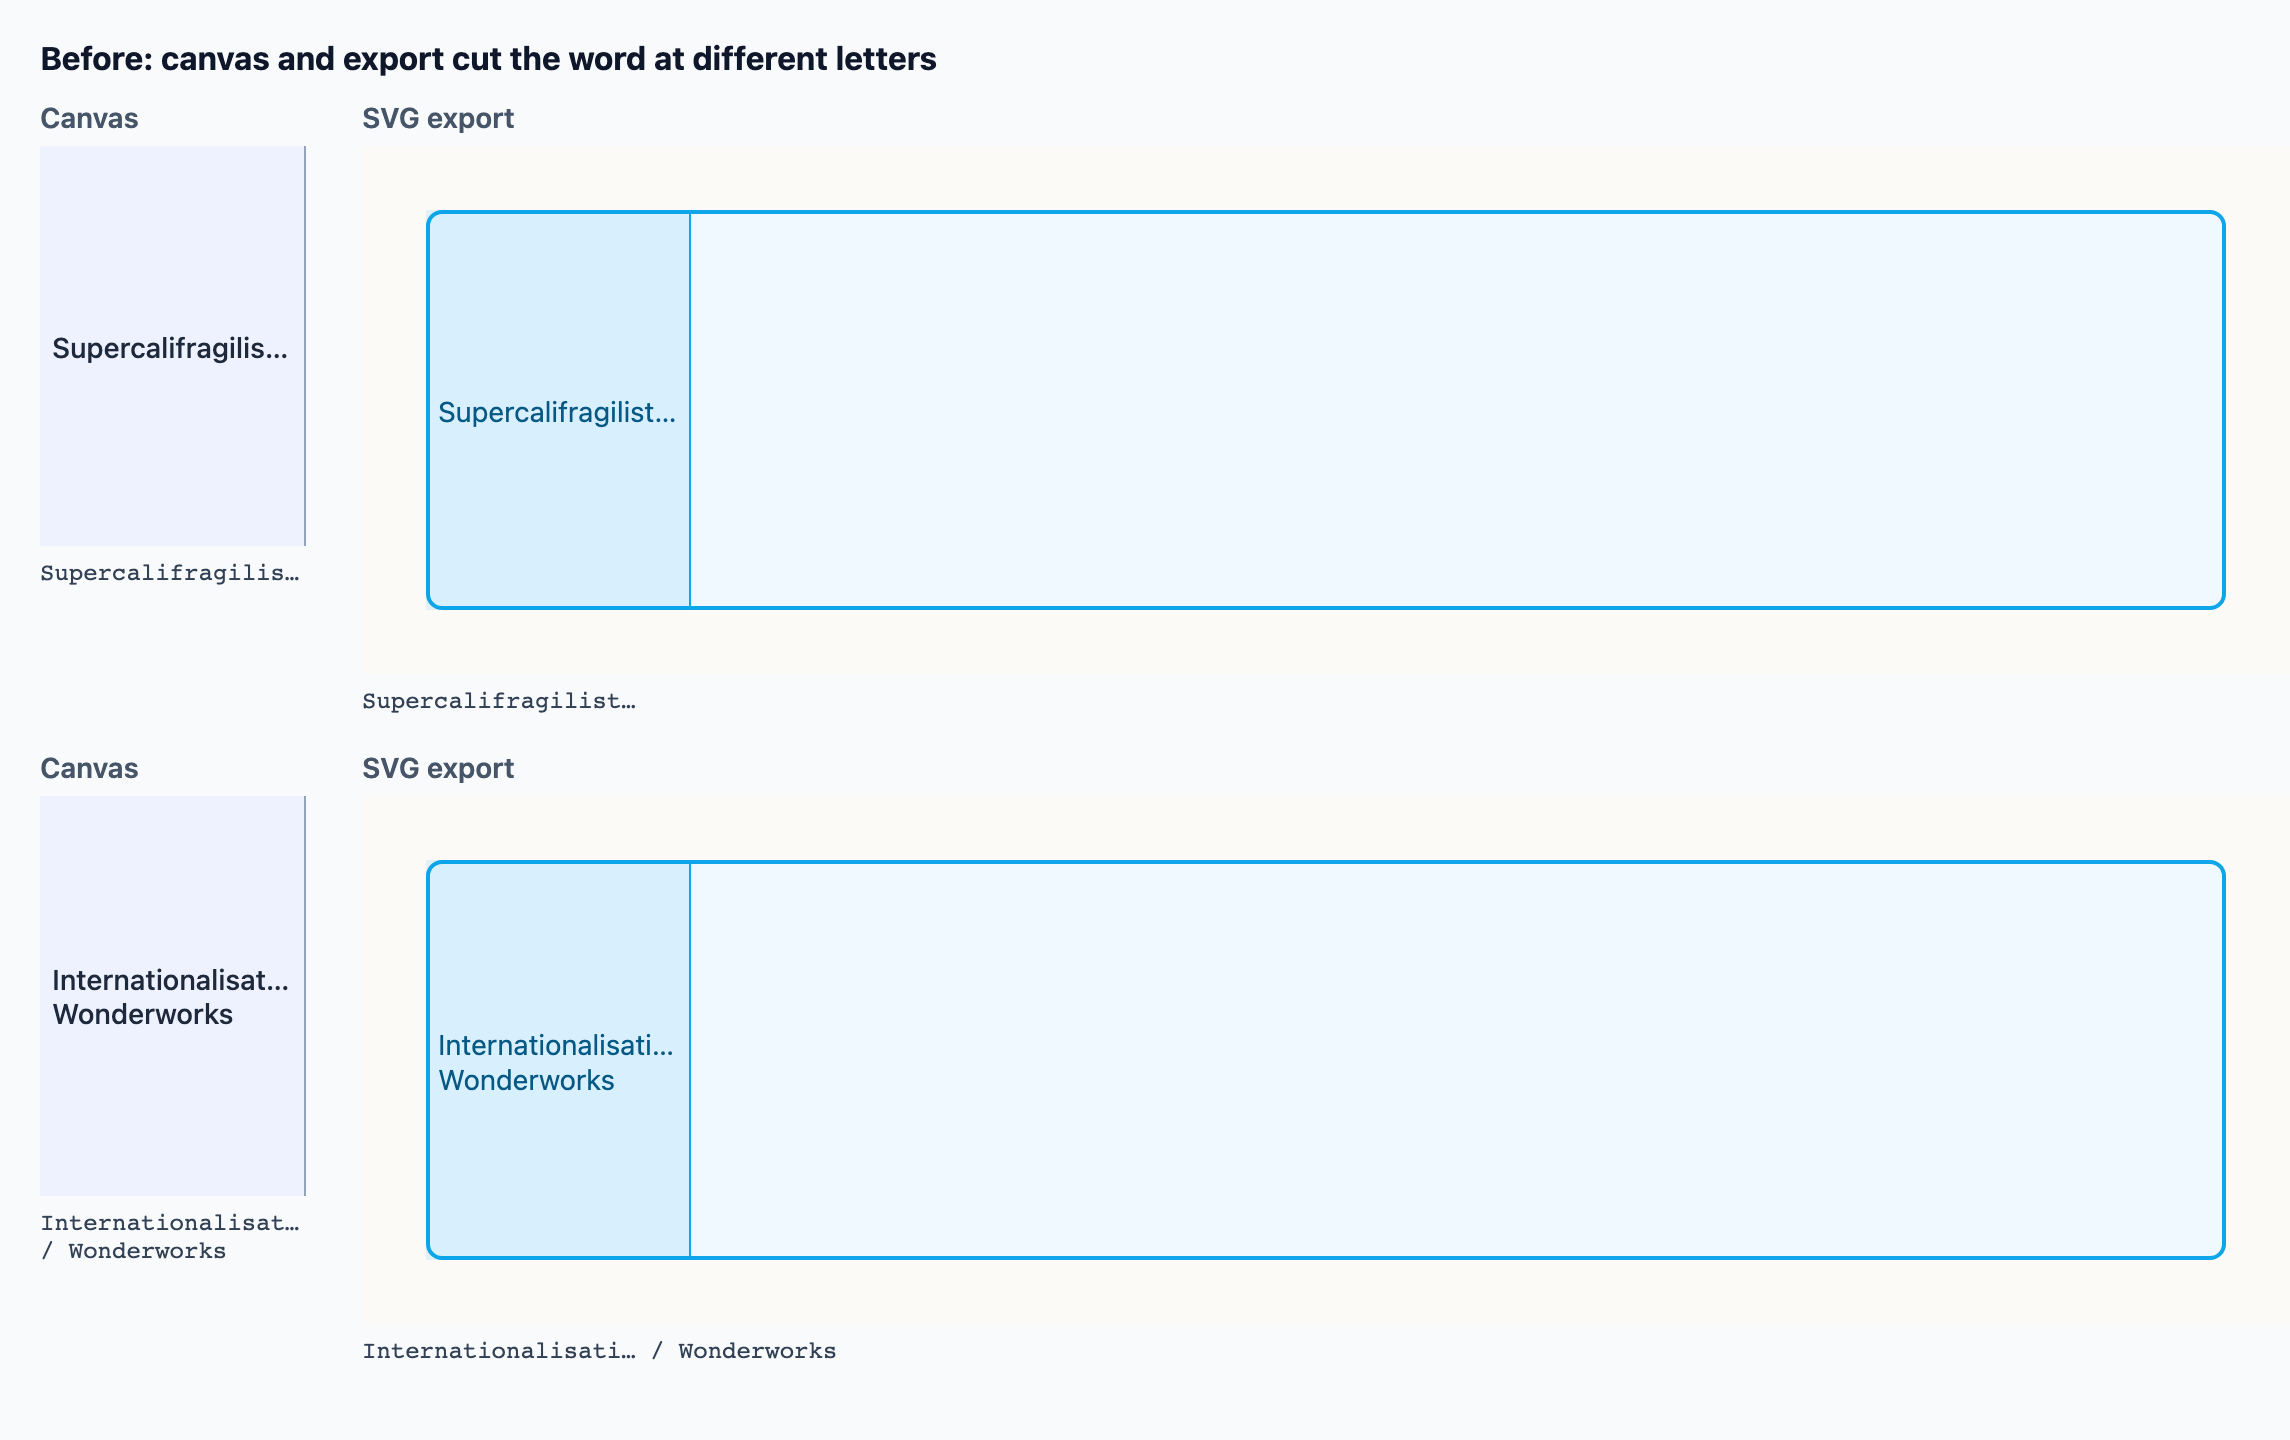 Before: canvas and export cut the word at different letters
Canvas
SVG export
Supercalifragilis...
Supercalifragilist...
Supercalifragilis…
Supercalifragilist…
Canvas
SVG export
Internationalisat...
Wonderworks
Internationalisati...
Wonderworks
Internationalisat…
/ Wonderworks
Internationalisati… / Wonderworks